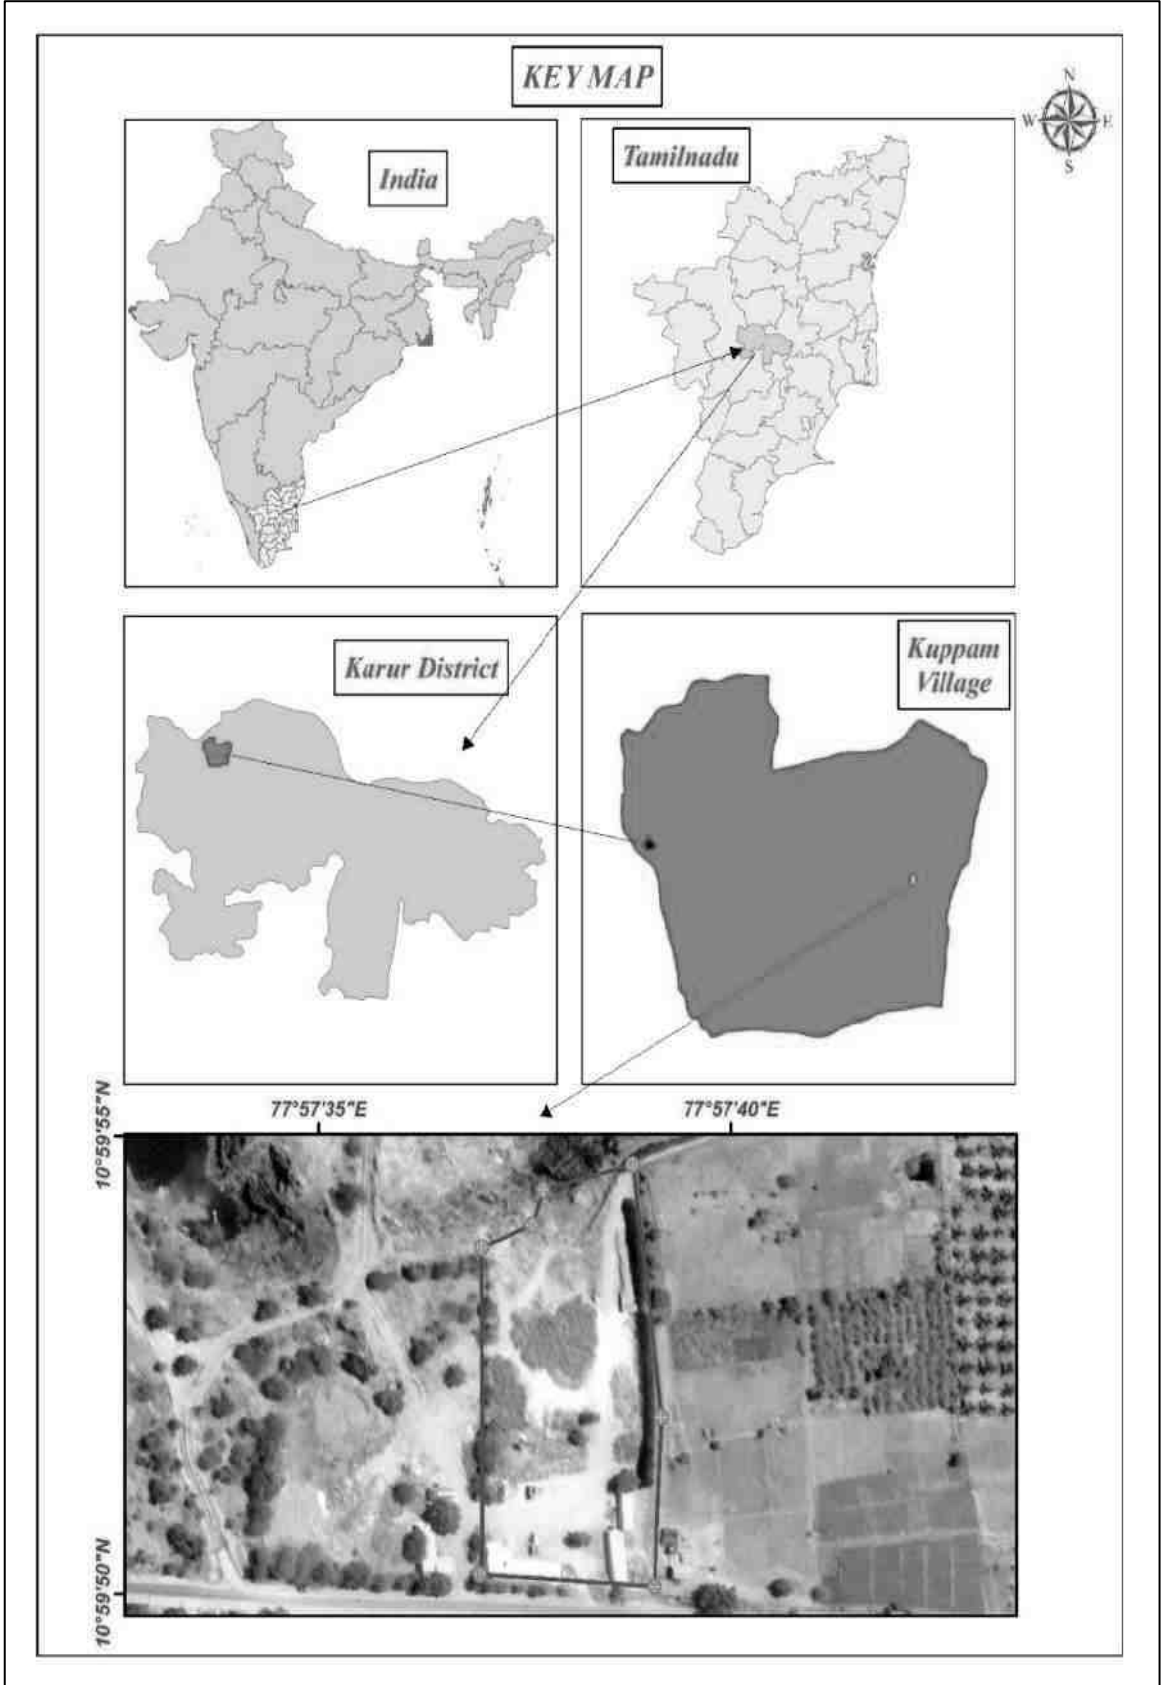 KEY MAP
N
W E
S
India
Tamilnadu
Karur District
Kuppam
Village
77°57'35"E
77°57'40"E
10°59'55"N
10°59'50"N